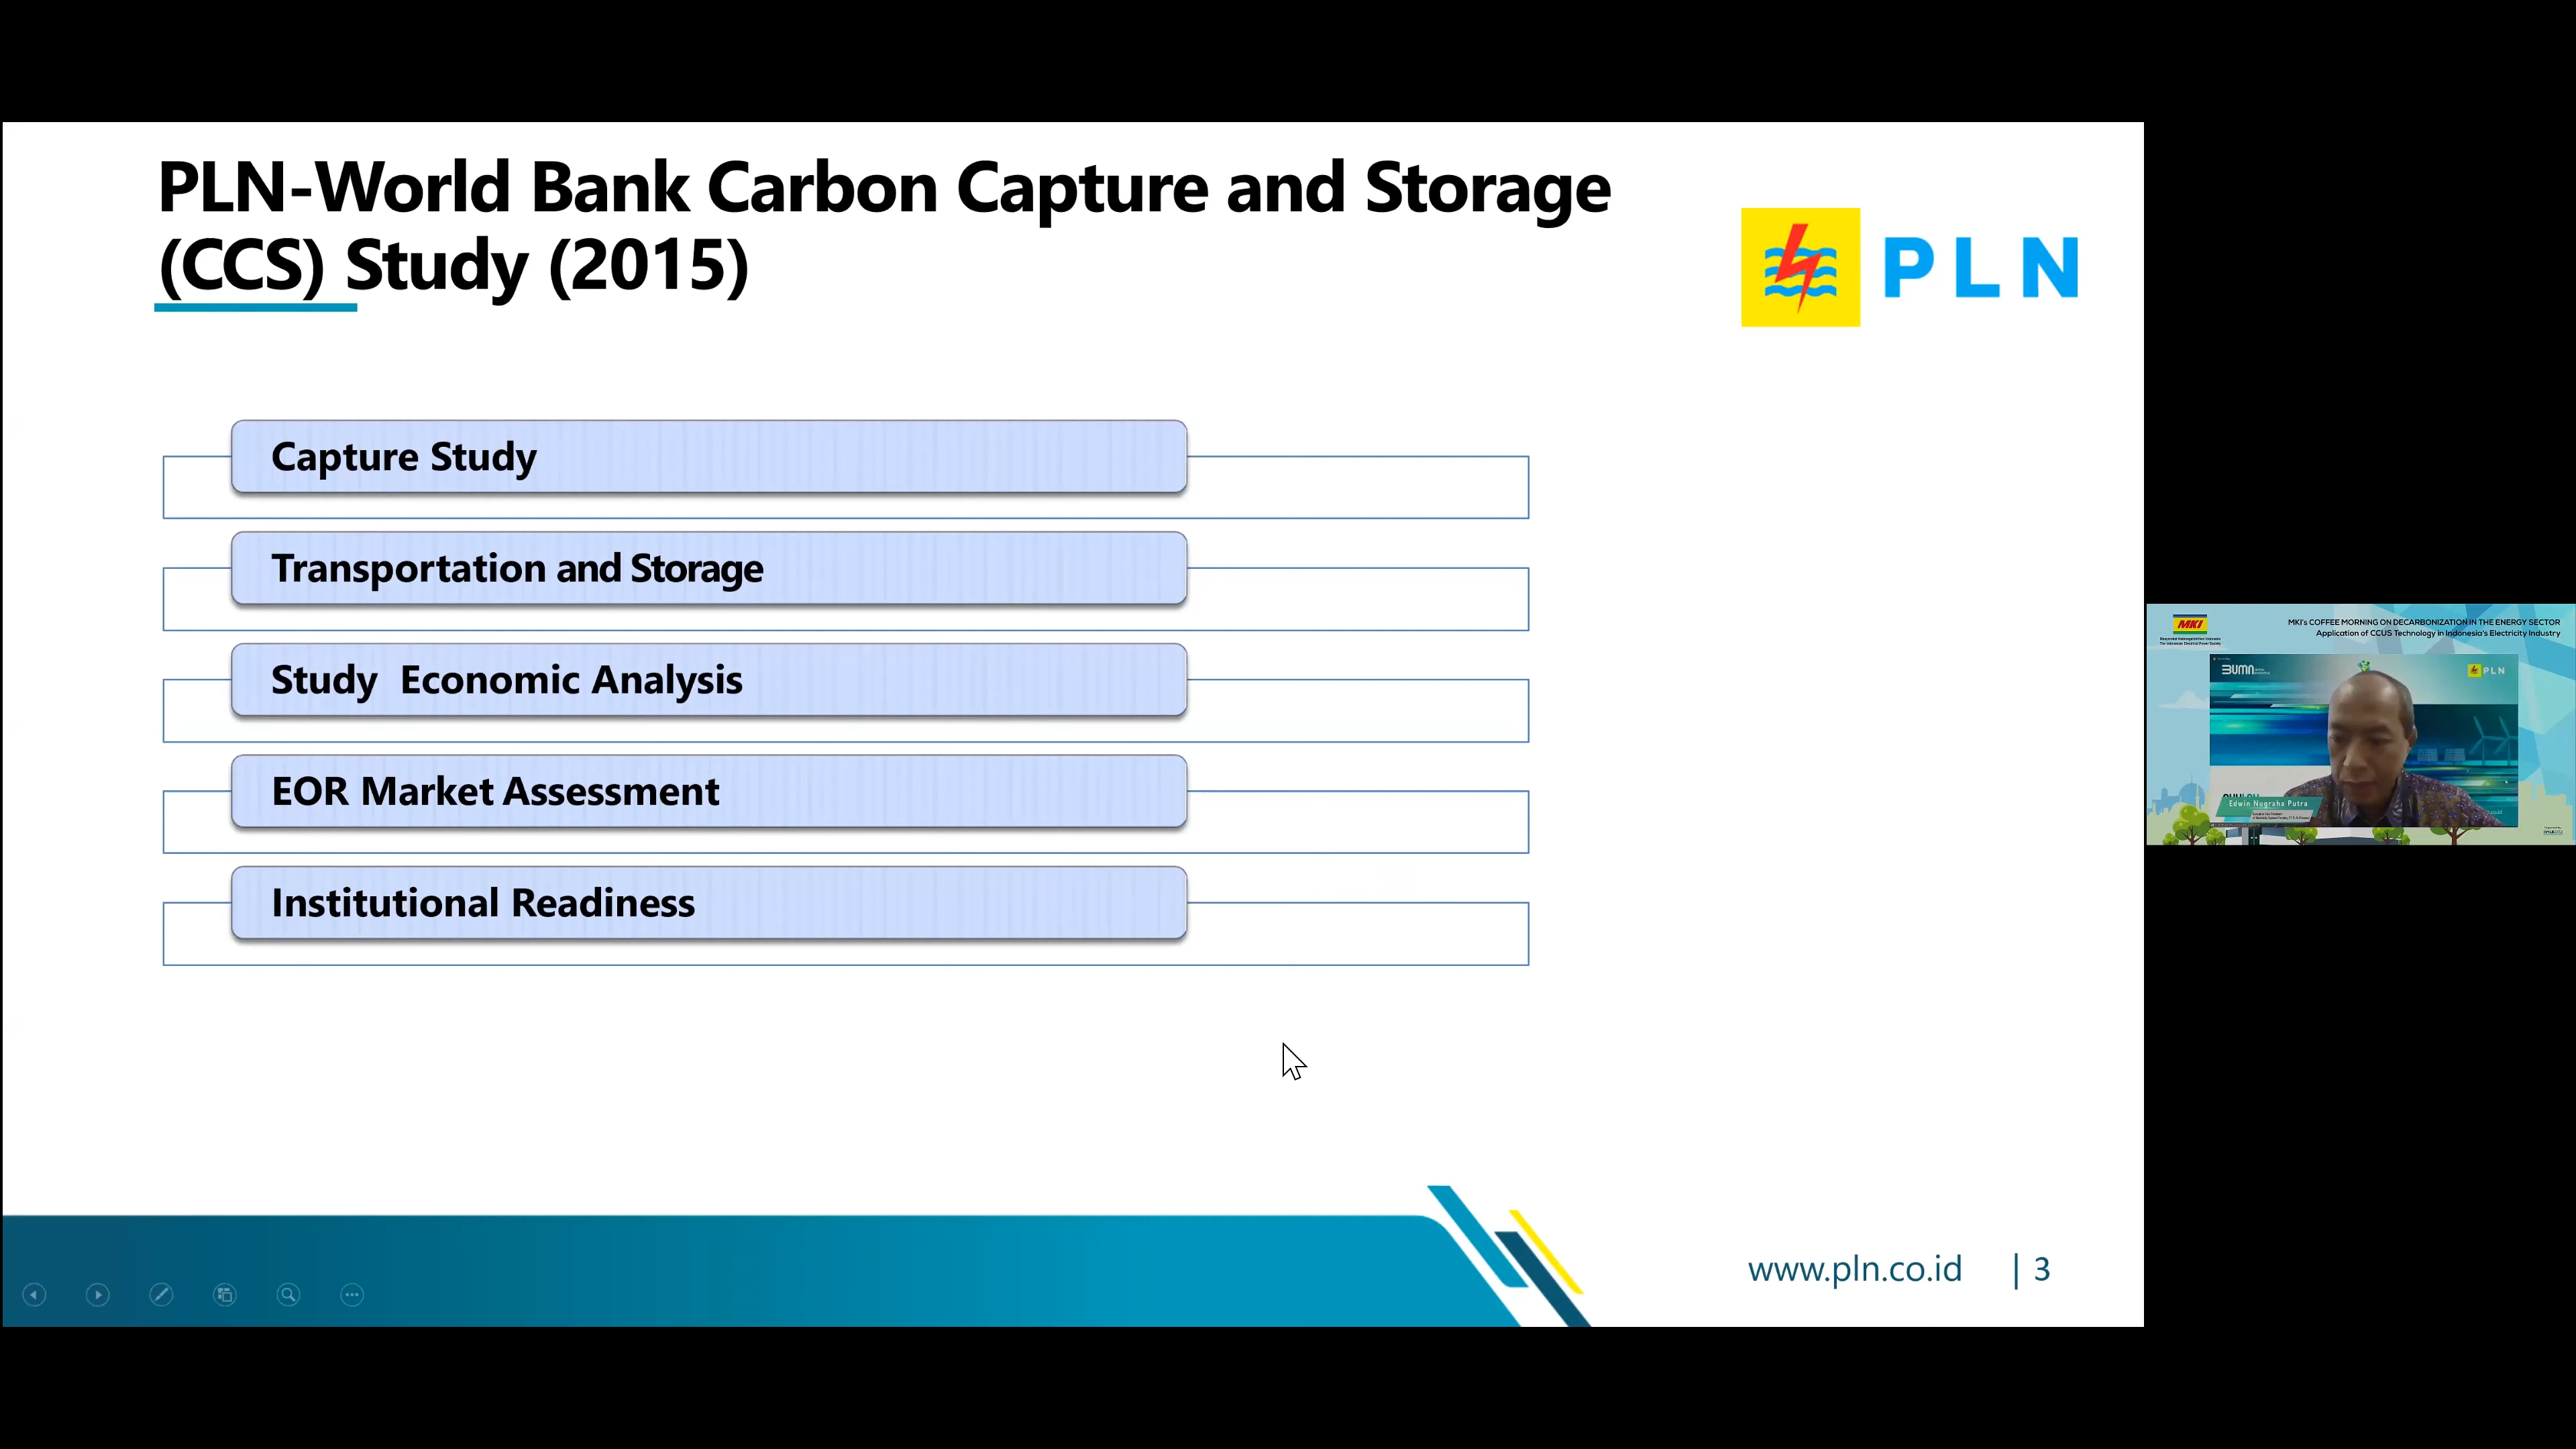 PLN-World Bank Carbon Capture and Storage
(CCS) Study (2015)
PLN
Capture Study
Transportation and Storage
Study  Economic Analysis
EOR Market Assessment
Institutional Readiness
www.pln.co.id | 3
MKI
MKI's COFFEE MORNING ON DECARBONIZATION IN THE ENERGY SECTOR
Application of CCUS Technology in Indonesia's Electricity Industry
BUMN
PLN
Edwin Nugraha Putra